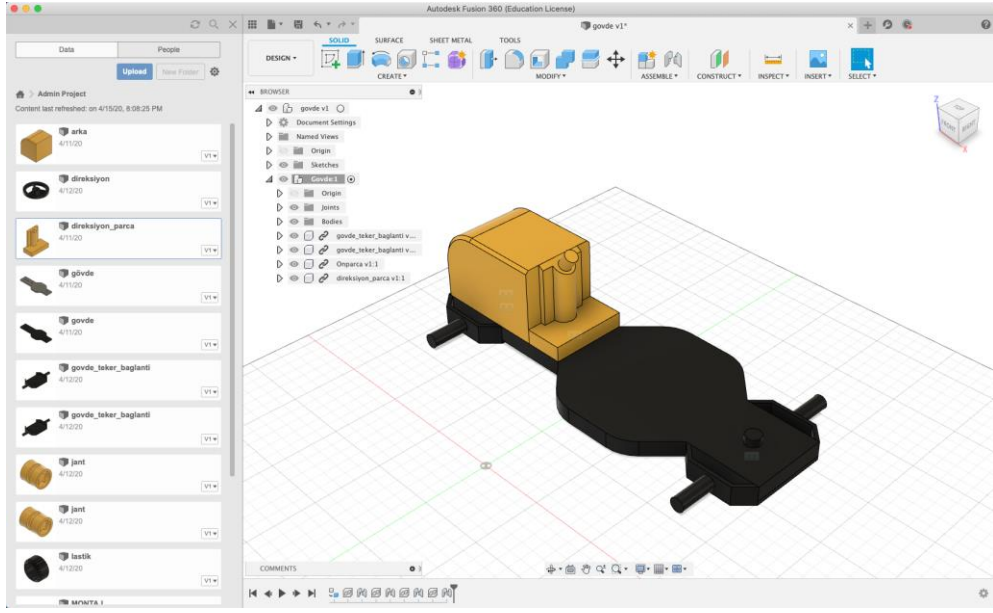 Autodesk Fusion 360 (Education License)
govde v1*
Data
People
Upload
New Folder
Admin Project
Content last refreshed: on 4/15/20, 8:08:25 PM
arka
4/11/20
V1
direksiyon
4/12/20
V1
direksiyon_parca
4/11/20
V1
gövde
4/11/20
V1
govde
4/11/20
V1
govde_teker_baglanti
4/12/20
V1
govde_teker_baglanti
4/12/20
V1
jant
4/12/20
V1
jant
4/12/20
V1
lastik
4/12/20
V1
SOLID
SURFACE
SHEET METAL
TOOLS
DESIGN
CREATE
MODIFY
ASSEMBLE
CONSTRUCT
INSPECT
INSERT
SELECT
BROWSER
govde v1
Document Settings
Named Views
Origin
Sketches
Govde:1
Origin
Joints
Bodies
govde_teker_baglanti v...
govde_teker_baglanti v...
Onparca v1:1
direksiyon_parca v1:1
Z
TOP
FRONT
RIGHT
X
COMMENTS